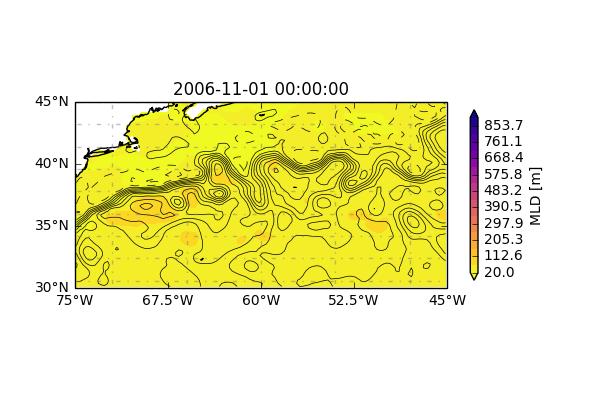 2006-11-01 00:00:00
45°N
40°N
35°N
30°N
75°W
67.5°W
60°W
52.5°W
45°W
853.7
761.1
668.4
575.8
483.2
390.5
297.9
205.3
112.6
20.0
MLD [m]